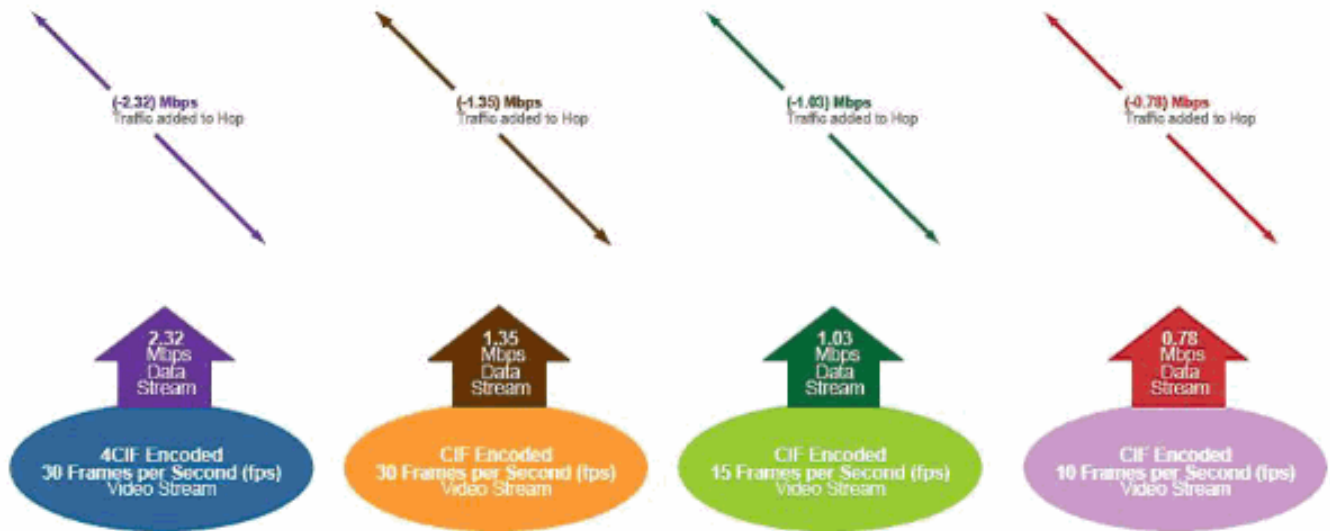 (-2.32) Mbps
Traffic added to Hop
(-1.35) Mbps
Traffic added to Hop
(-1.03) Mbps
Traffic added to Hop
(-0.78) Mbps
Traffic added to Hop
2.32
Mbps
Data
Stream
1.35
Mbps
Data
Stream
1.03
Mbps
Data
Stream
0.78
Mbps
Data
Stream
4CIF Encoded
30 Frames per Second (fps)
Video Stream
CIF Encoded
30 Frames per Second (fps)
Video Stream
CIF Encoded
15 Frames per Second (fps)
Video Stream
CIF Encoded
10 Frames per Second (fps)
Video Stream